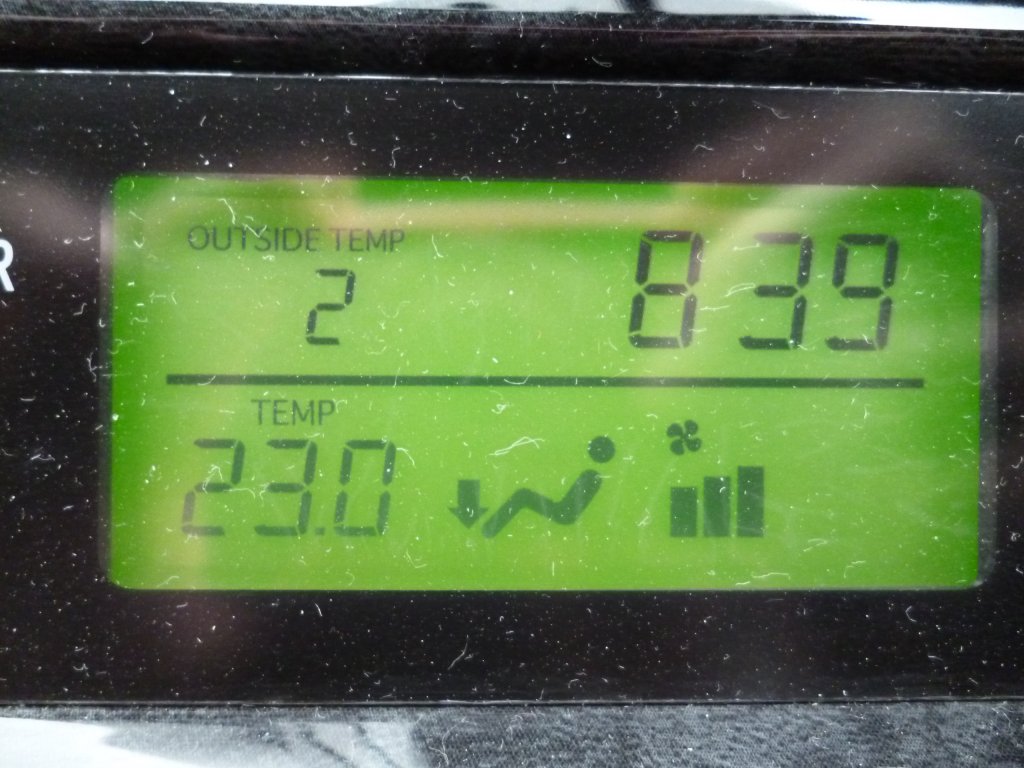 R
OUTSIDE TEMP
2
839
TEMP
23.0